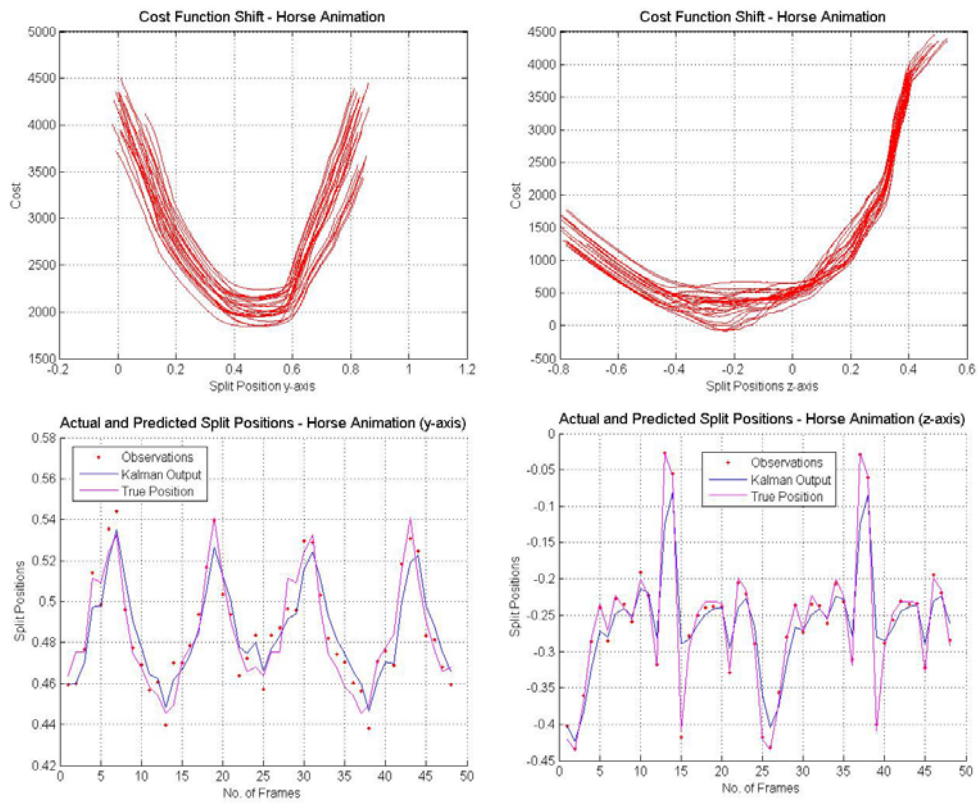 Cost Function Shift - Horse Animation
5000
4500
4000
3500
3000
2500
2000
1500
Cost
-0.2 0 0.2 0.4 0.6 0.8 1 1.2
Split Position y-axis
Cost Function Shift - Horse Animation
4500
4000
3500
3000
2500
2000
1500
1000
500
0
-500
Cost
-0.8 -0.6 -0.4 -0.2 0 0.2 0.4 0.6
Split Positions z-axis
Actual and Predicted Split Positions - Horse Animation (y-axis)
0.58
0.56
0.54
0.52
0.5
0.48
0.46
0.44
0.42
Split Positions
Observations
Kalman Output
True Position
0 5 10 15 20 25 30 35 40 45 50
No. of Frames
Actual and Predicted Split Positions - Horse Animation (z-axis)
0
-0.05
-0.1
-0.15
-0.2
-0.25
-0.3
-0.35
-0.4
-0.45
Split Positions
Observations
Kalman Output
True Position
0 5 10 15 20 25 30 35 40 45 50
No. of Frames